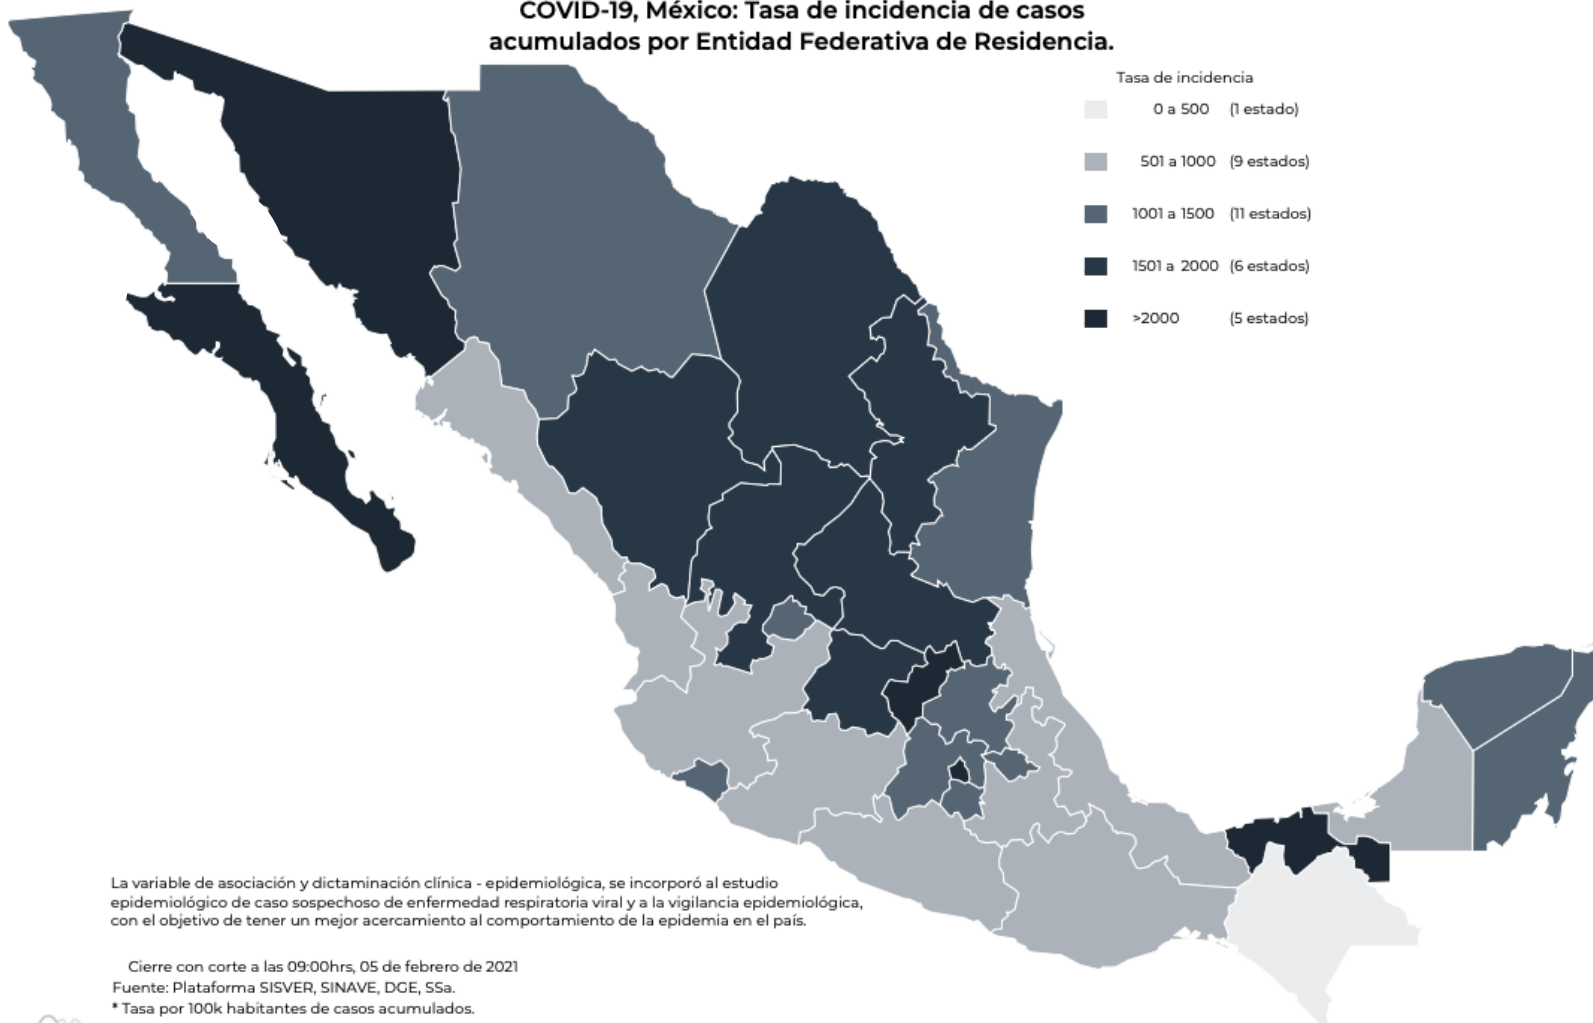 COVID-19, México: Tasa de incidencia de casos
acumulados por Entidad Federativa de Residencia.
Tasa de incidencia
0 a 500 (1 estado)
501 a 1000 (9 estados)
1001 a 1500 (11 estados)
1501 a 2000 (6 estados)
>2000 (5 estados)
La variable de asociación y dictaminación clínica - epidemiológica, se incorporó al estudio
epidemiológico de caso sospechoso de enfermedad respiratoria viral y a la vigilancia epidemiológica,
con el objetivo de tener un mejor acercamiento al comportamiento de la epidemia en el país.
Cierre con corte a las 09:00hrs, 05 de febrero de 2021
Fuente: Plataforma SISVER, SINAVE, DGE, SSa.
* Tasa por 100k habitantes de casos acumulados.